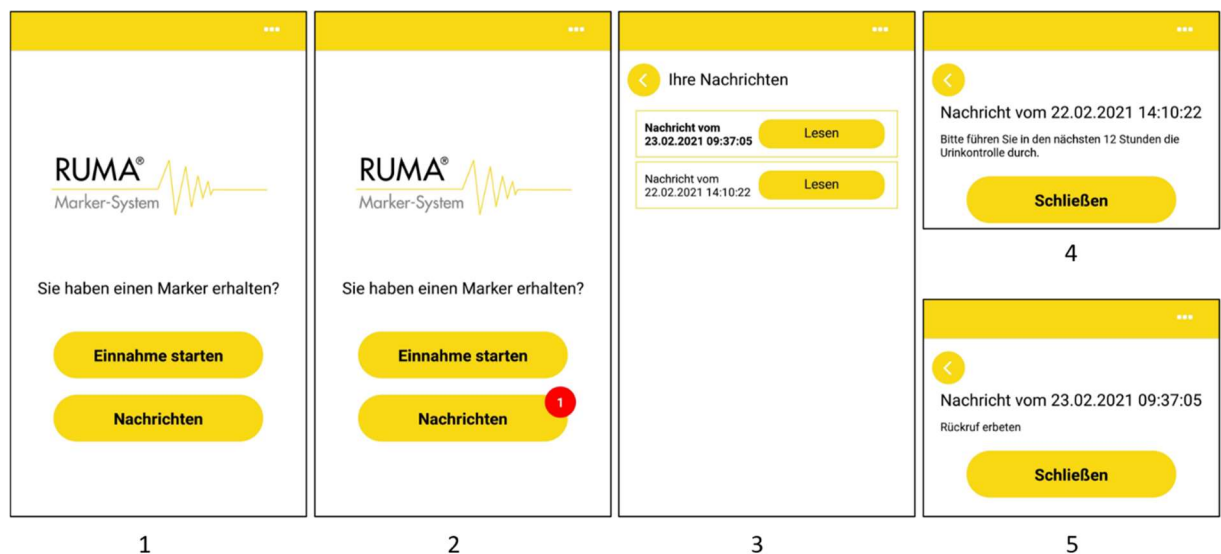 RUMA®
Marker-System
Sie haben einen Marker erhalten?
Einnahme starten
Nachrichten
1
RUMA®
Marker-System
Sie haben einen Marker erhalten?
Einnahme starten
Nachrichten
1
2
Ihre Nachrichten
Nachricht vom
23.02.2021 09:37:05
Lesen
Nachricht vom
22.02.2021 14:10:22
Lesen
3
Nachricht vom 22.02.2021 14:10:22
Bitte führen Sie in den nächsten 12 Stunden die
Urinkontrolle durch.
Schließen
4
Nachricht vom 23.02.2021 09:37:05
Rückruf erbeten
Schließen
5